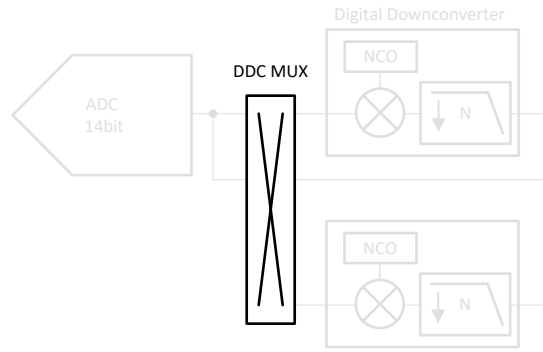 Digital Downconverter
NCO
DDC MUX
ADC
14bit
N
NCO
N